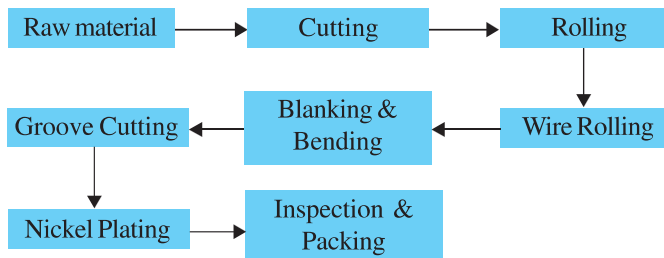 Raw material
Cutting
Rolling
Wire Rolling
Blanking &
Bending
Groove Cutting
Nickel Plating
Inspection &
Packing